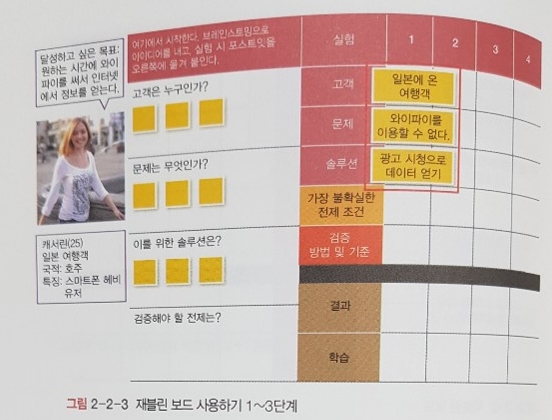 달성하고 싶은 목표:
원하는 시간에 와이
파이를 써서 인터넷
에서 정보를 얻는다.
캐서린(25)
일본 여행객
국적: 호주
특징: 스마트폰 헤비
유저
여기에서 시작한다. 브레인스토밍으로
아이디어를 내고, 실험 시 포스트잇을
오른쪽에 옮겨 붙인다.
고객은 누구인가?
문제는 무엇인가?
이를 위한 솔루션은?
검증해야 할 전제는?
실험
1
2
3
4
고객
일본에 온
여행객
문제
와이파이를
이용할 수 없다.
솔루션
광고 시청으로
데이터 얻기
가장 불확실한
전제 조건
검증
방법 및 기준
결과
학습
그림 2-2-3 재블린 보드 사용하기 1~3단계